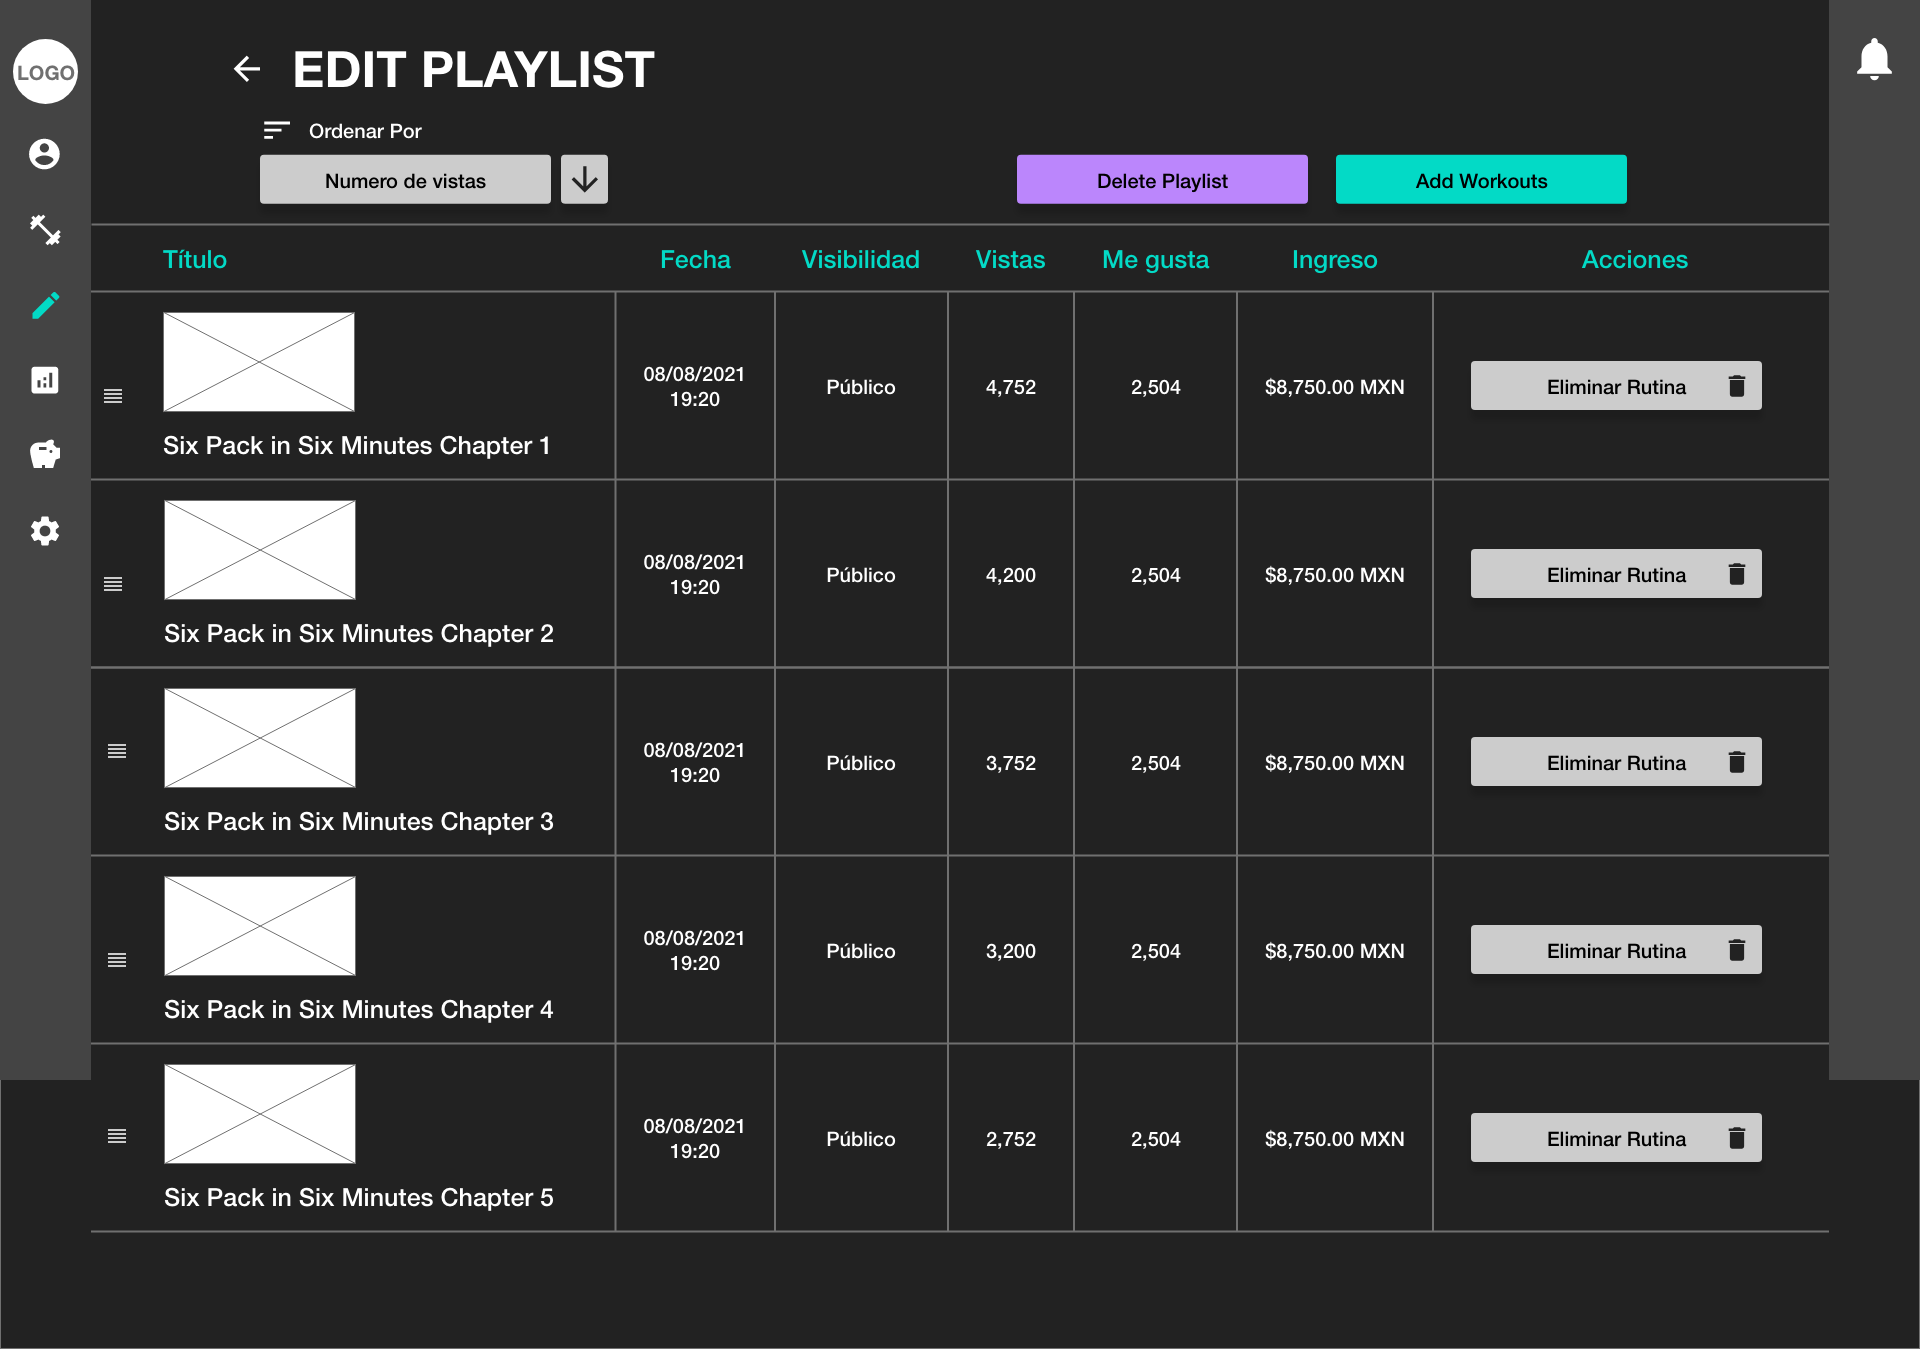 LOGO
EDIT PLAYLIST
Ordenar Por
Numero de vistas
Delete Playlist
Add Workouts
Título
Fecha
Visibilidad
Vistas
Me gusta
Ingreso
Acciones
08/08/2021
19:20
Público
4,752
2,504
$8,750.00 MXN
Eliminar Rutina
Six Pack in Six Minutes Chapter 1
08/08/2021
19:20
Público
4,200
2,504
$8,750.00 MXN
Eliminar Rutina
Six Pack in Six Minutes Chapter 2
08/08/2021
19:20
Público
3,752
2,504
$8,750.00 MXN
Eliminar Rutina
Six Pack in Six Minutes Chapter 3
08/08/2021
19:20
Público
3,200
2,504
$8,750.00 MXN
Eliminar Rutina
Six Pack in Six Minutes Chapter 4
08/08/2021
19:20
Público
2,752
2,504
$8,750.00 MXN
Eliminar Rutina
Six Pack in Six Minutes Chapter 5